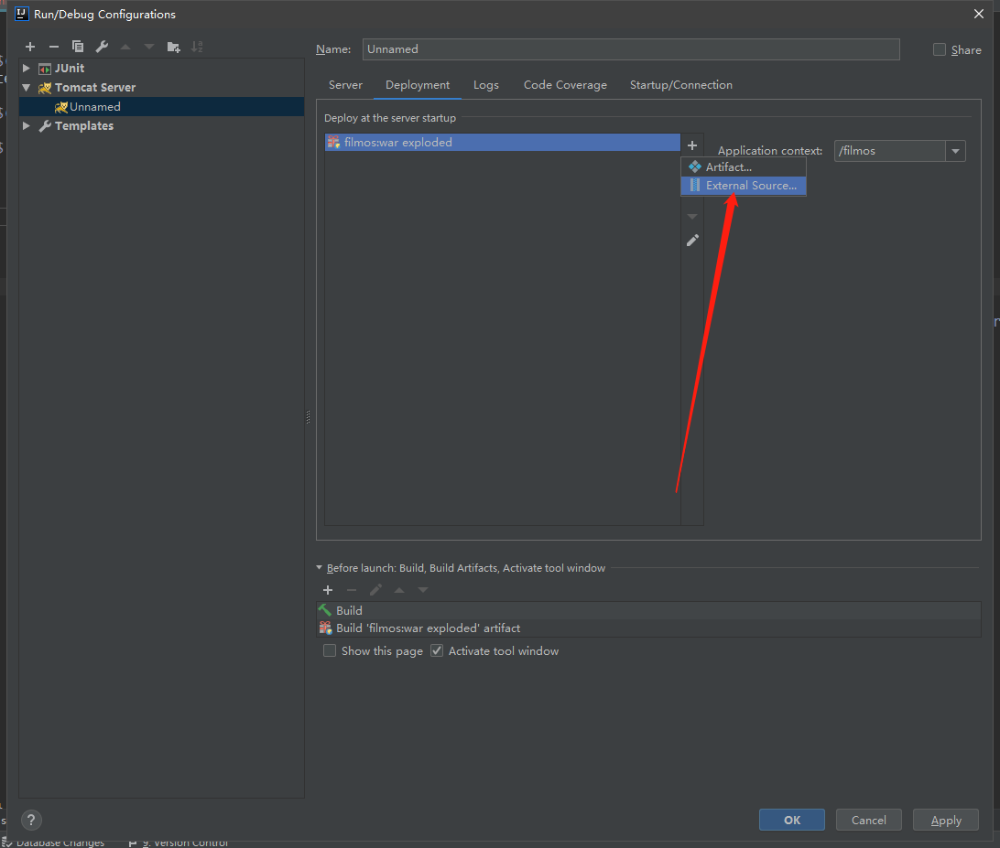 Run/Debug Configurations
JUnit
Tomcat Server
Unnamed
Templates
Name: Unnamed
Share
Server Deployment Logs Code Coverage Startup/Connection
Deploy at the server startup
filmos:war exploded
Application context: /filmos
Artifact...
External Source...
Before launch: Build, Build Artifacts, Activate tool window
Build
Build 'filmos:war exploded' artifact
Show this page Activate tool window
?
OK Cancel Apply
Database Changes 9: Version Control